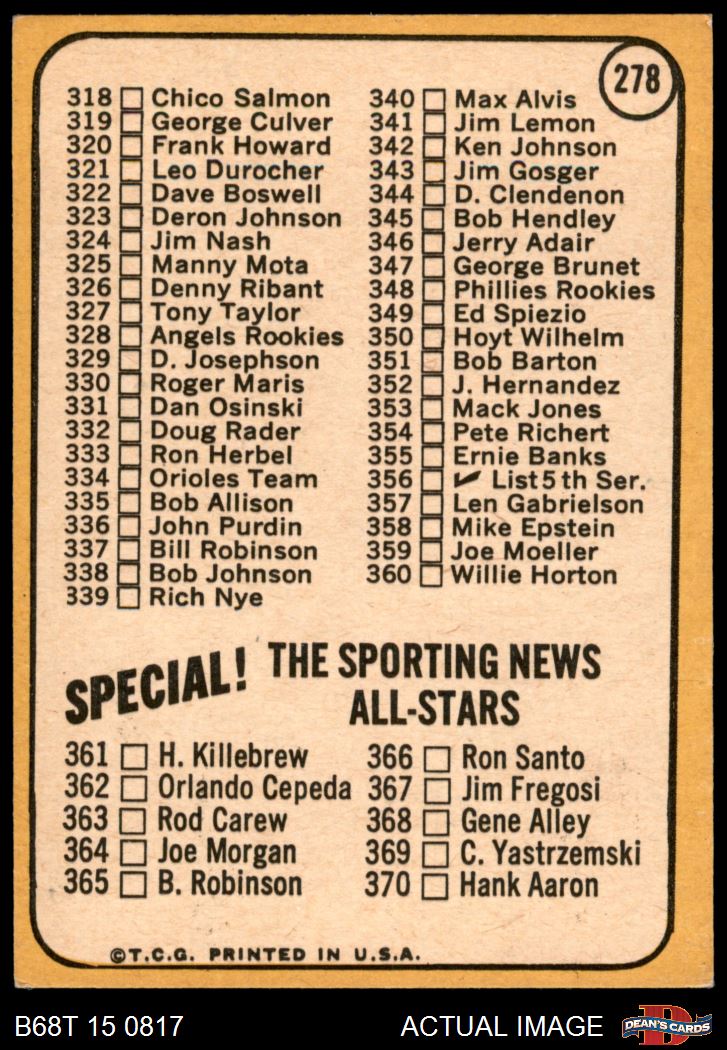 278
318 Chico Salmon
319 George Culver
320 Frank Howard
321 Leo Durocher
322 Dave Boswell
323 Deron Johnson
324 Jim Nash
325 Manny Mota
326 Denny Ribant
327 Tony Taylor
328 Angels Rookies
329 D. Josephson
330 Roger Maris
331 Dan Osinski
332 Doug Rader
333 Ron Herbel
334 Orioles Team
335 Bob Allison
336 John Purdin
337 Bill Robinson
338 Bob Johnson
339 Rich Nye
340 Max Alvis
341 Jim Lemon
342 Ken Johnson
343 Jim Gosger
344 D. Clendenon
345 Bob Hendley
346 Jerry Adair
347 George Brunet
348 Phillies Rookies
349 Ed Spiezio
350 Hoyt Wilhelm
351 Bob Barton
352 J. Hernandez
353 Mack Jones
354 Pete Richert
355 Ernie Banks
356 ✓ List 5th Ser.
357 Len Gabrielson
358 Mike Epstein
359 Joe Moeller
360 Willie Horton
SPECIAL! THE SPORTING NEWS
ALL-STARS
361 H. Killebrew
362 Orlando Cepeda
363 Rod Carew
364 Joe Morgan
365 B. Robinson
366 Ron Santo
367 Jim Fregosi
368 Gene Alley
369 C. Yastrzemski
370 Hank Aaron
©T.C.G. PRINTED IN U.S.A.
B68T 15 0817
ACTUAL IMAGE
D
DEAN'S CARDS